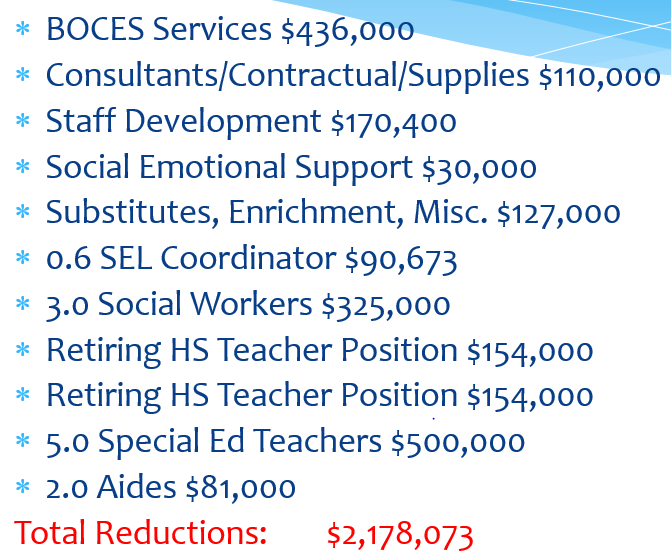 * BOCES Services $436,000
* Consultants/Contractual/Supplies $110,000
* Staff Development $170,400
* Social Emotional Support $30,000
* Substitutes, Enrichment, Misc. $127,000
* 0.6 SEL Coordinator $90,673
* 3.0 Social Workers $325,000
* Retiring HS Teacher Position $154,000
* Retiring HS Teacher Position $154,000
* 5.0 Special Ed Teachers $500,000
* 2.0 Aides $81,000
Total Reductions: $2,178,073